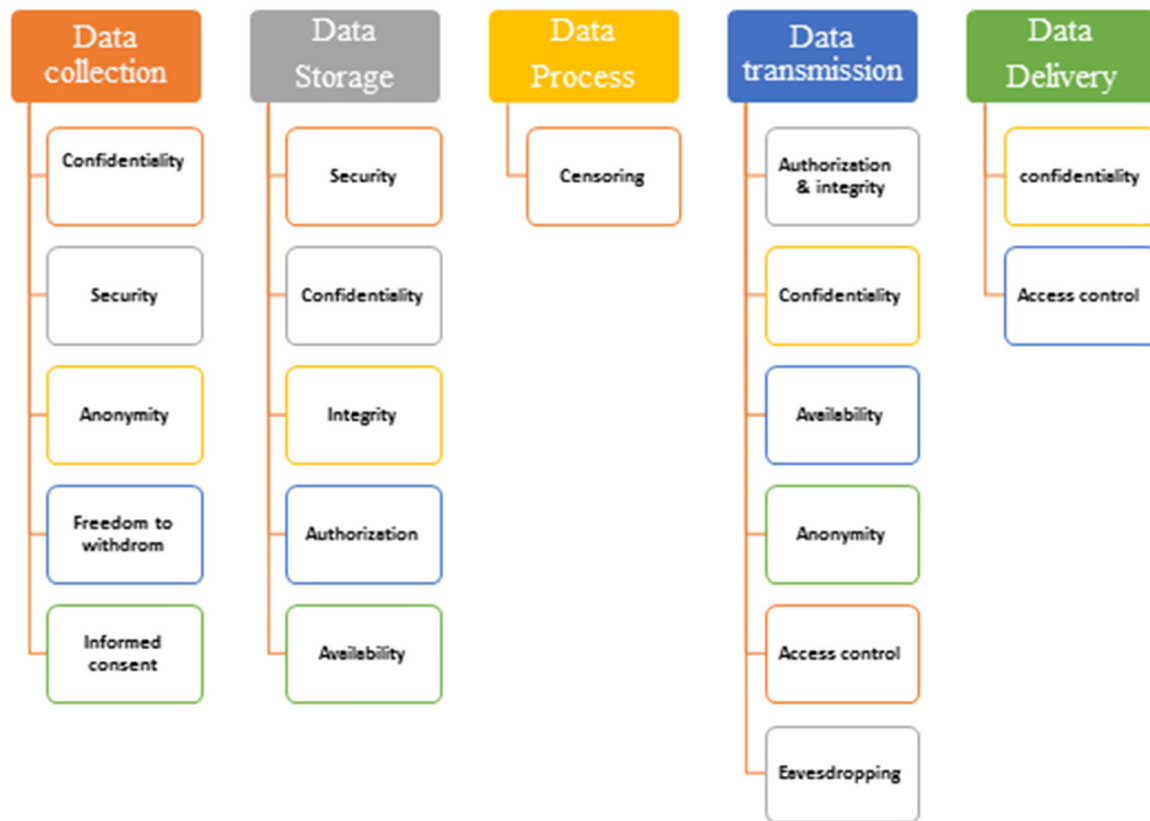 Data
collection
Confidentiality
Security
Anonymity
Freedom to
withdrom
Informed
consent
Data
Storage
Security
Confidentiality
Integrity
Authorization
Availability
Data
Process
Censoring
Data
transmission
Authorization
& integrity
Confidentiality
Availability
Anonymity
Access control
Eavesdropping
Data
Delivery
confidentiality
Access control